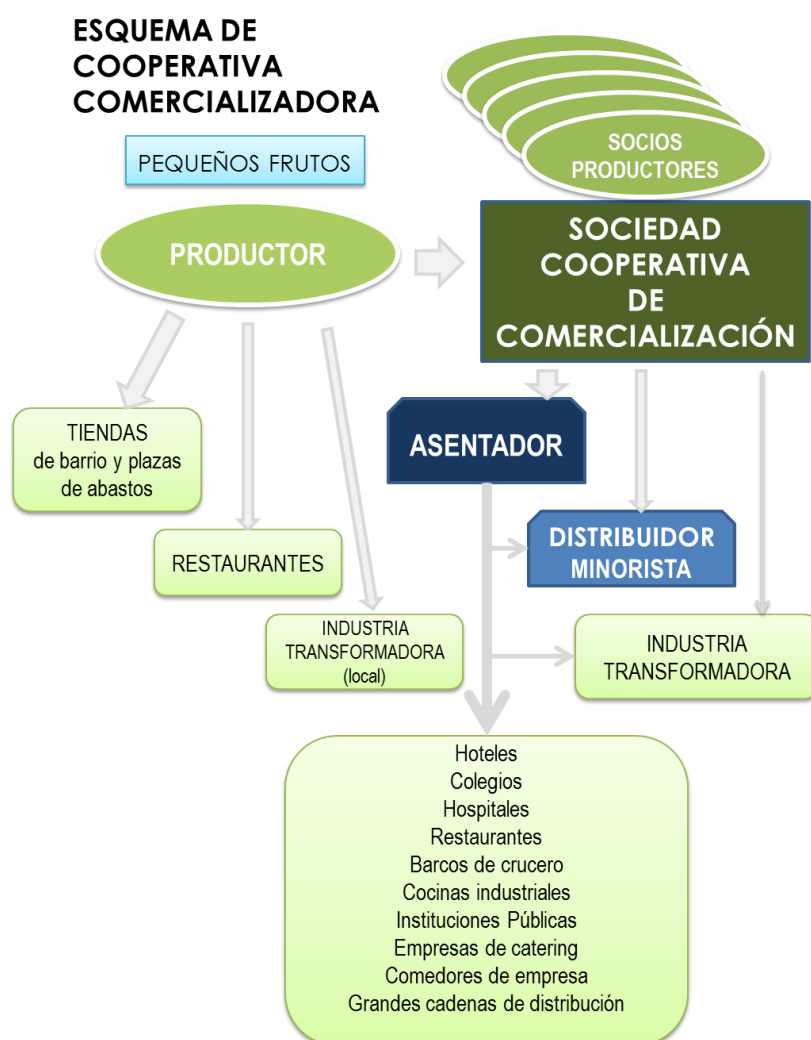 ESQUEMA DE
COOPERATIVA
COMERCIALIZADORA
PEQUEÑOS FRUTOS
SOCIOS
PRODUCTORES
PRODUCTOR
SOCIEDAD
COOPERATIVA
DE
COMERCIALIZACIÓN
TIENDAS
de barrio y plazas
de abastos
ASENTADOR
RESTAURANTES
DISTRIBUIDOR
MINORISTA
INDUSTRIA
TRANSFORMADORA
(local)
INDUSTRIA
TRANSFORMADORA
Hoteles
Colegios
Hospitales
Restaurantes
Barcos de crucero
Cocinas industriales
Instituciones Públicas
Empresas de catering
Comedores de empresa
Grandes cadenas de distribución